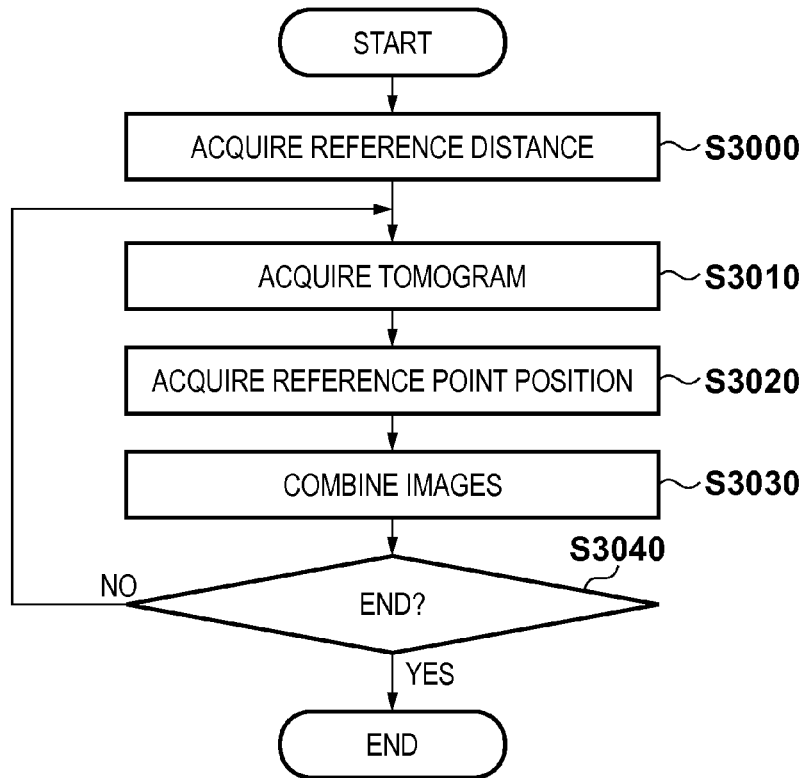 START
ACQUIRE REFERENCE DISTANCE
S3000
ACQUIRE TOMOGRAM
S3010
ACQUIRE REFERENCE POINT POSITION
S3020
COMBINE IMAGES
S3030
S3040
NO
END?
YES
END